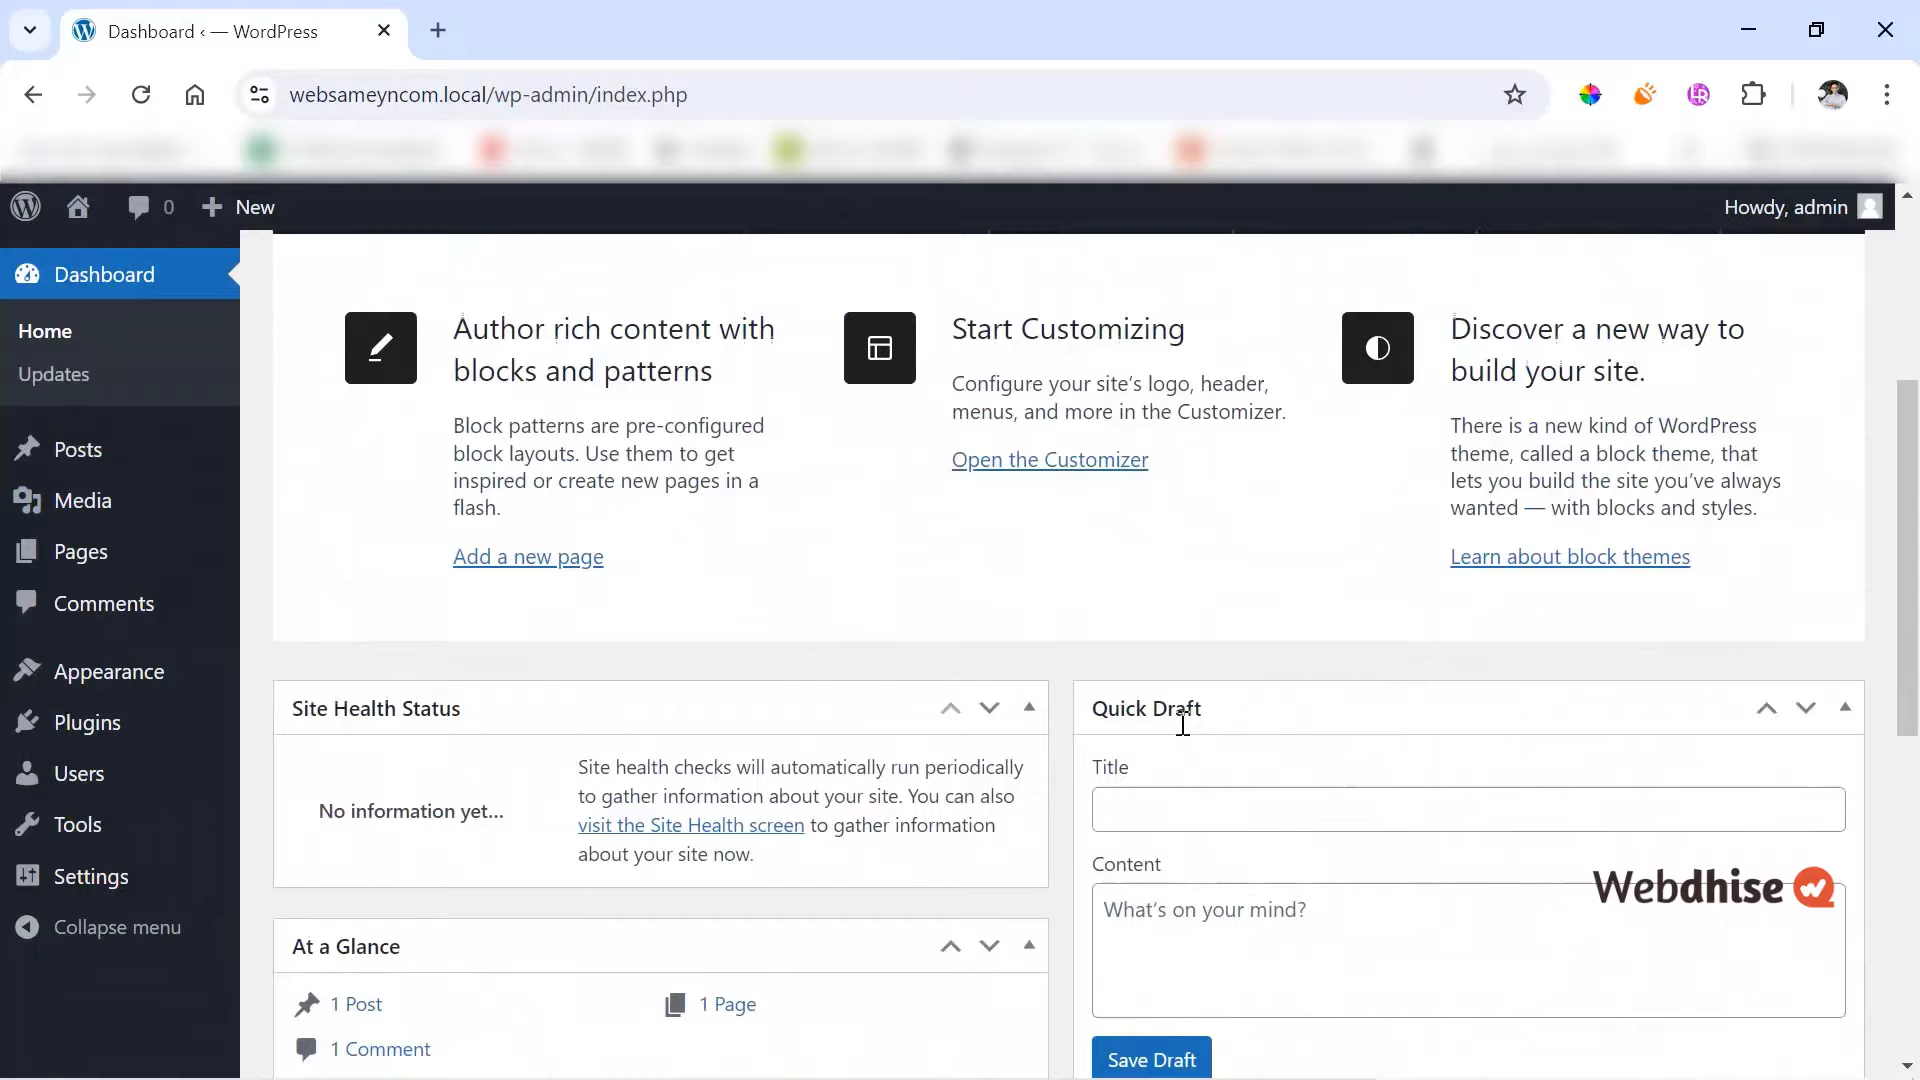 Dashboard ‹ — WordPress
websameyncom.local/wp-admin/index.php
0
New
Howdy, admin
Dashboard
Home
Updates
Posts
Media
Pages
Comments
Appearance
Plugins
Users
Tools
Settings
Collapse menu
Author rich content with
blocks and patterns
Block patterns are pre-configured
block layouts. Use them to get
inspired or create new pages in a
flash.
Add a new page
Start Customizing
Configure your site’s logo, header,
menus, and more in the Customizer.
Open the Customizer
Discover a new way to
build your site.
There is a new kind of WordPress
theme, called a block theme, that
lets you build the site you’ve always
wanted — with blocks and styles.
Learn about block themes
Site Health Status
No information yet…
Site health checks will automatically run periodically
to gather information about your site. You can also
visit the Site Health screen to gather information
about your site now.
At a Glance
1 Post
1 Page
1 Comment
Quick Draft
Title
Content
What’s on your mind?
Webdhise
Save Draft